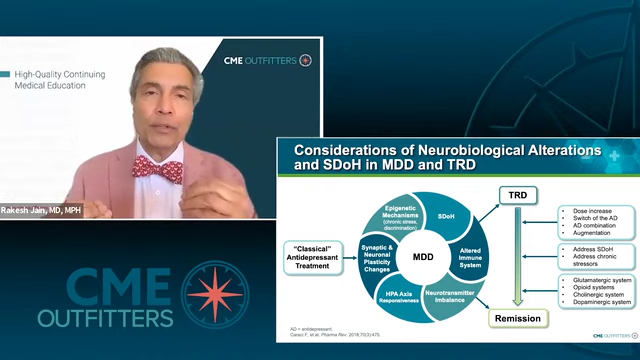 High-Quality Continuing
Medical Education
CME OUTFITTERS
Rakesh Jain, MD, MPH
CME
OUTFITTERS
Considerations of Neurobiological Alterations
and SDoH in MDD and TRD
"Classical"
Antidepressant
Treatment
MDD
Epigenetic
Mechanisms
(chronic stress,
discrimination)
SDoH
Altered
Immune
System
Neurotransmitter
Imbalance
HPA Axis
Responsiveness
Synaptic &
Neuronal
Plasticity
Changes
TRD
Remission
• Dose increase
• Switch of the AD
• AD combination
• Augmentation
• Address SDoH
• Address chronic
stressors
• Glutamatergic system
• Opioid systems
• Cholinergic system
• Dopaminergic system
AD = antidepressant.
Caraci F, et al. Pharma Rev. 2018;70(3):475.
CME OUTFITTERS